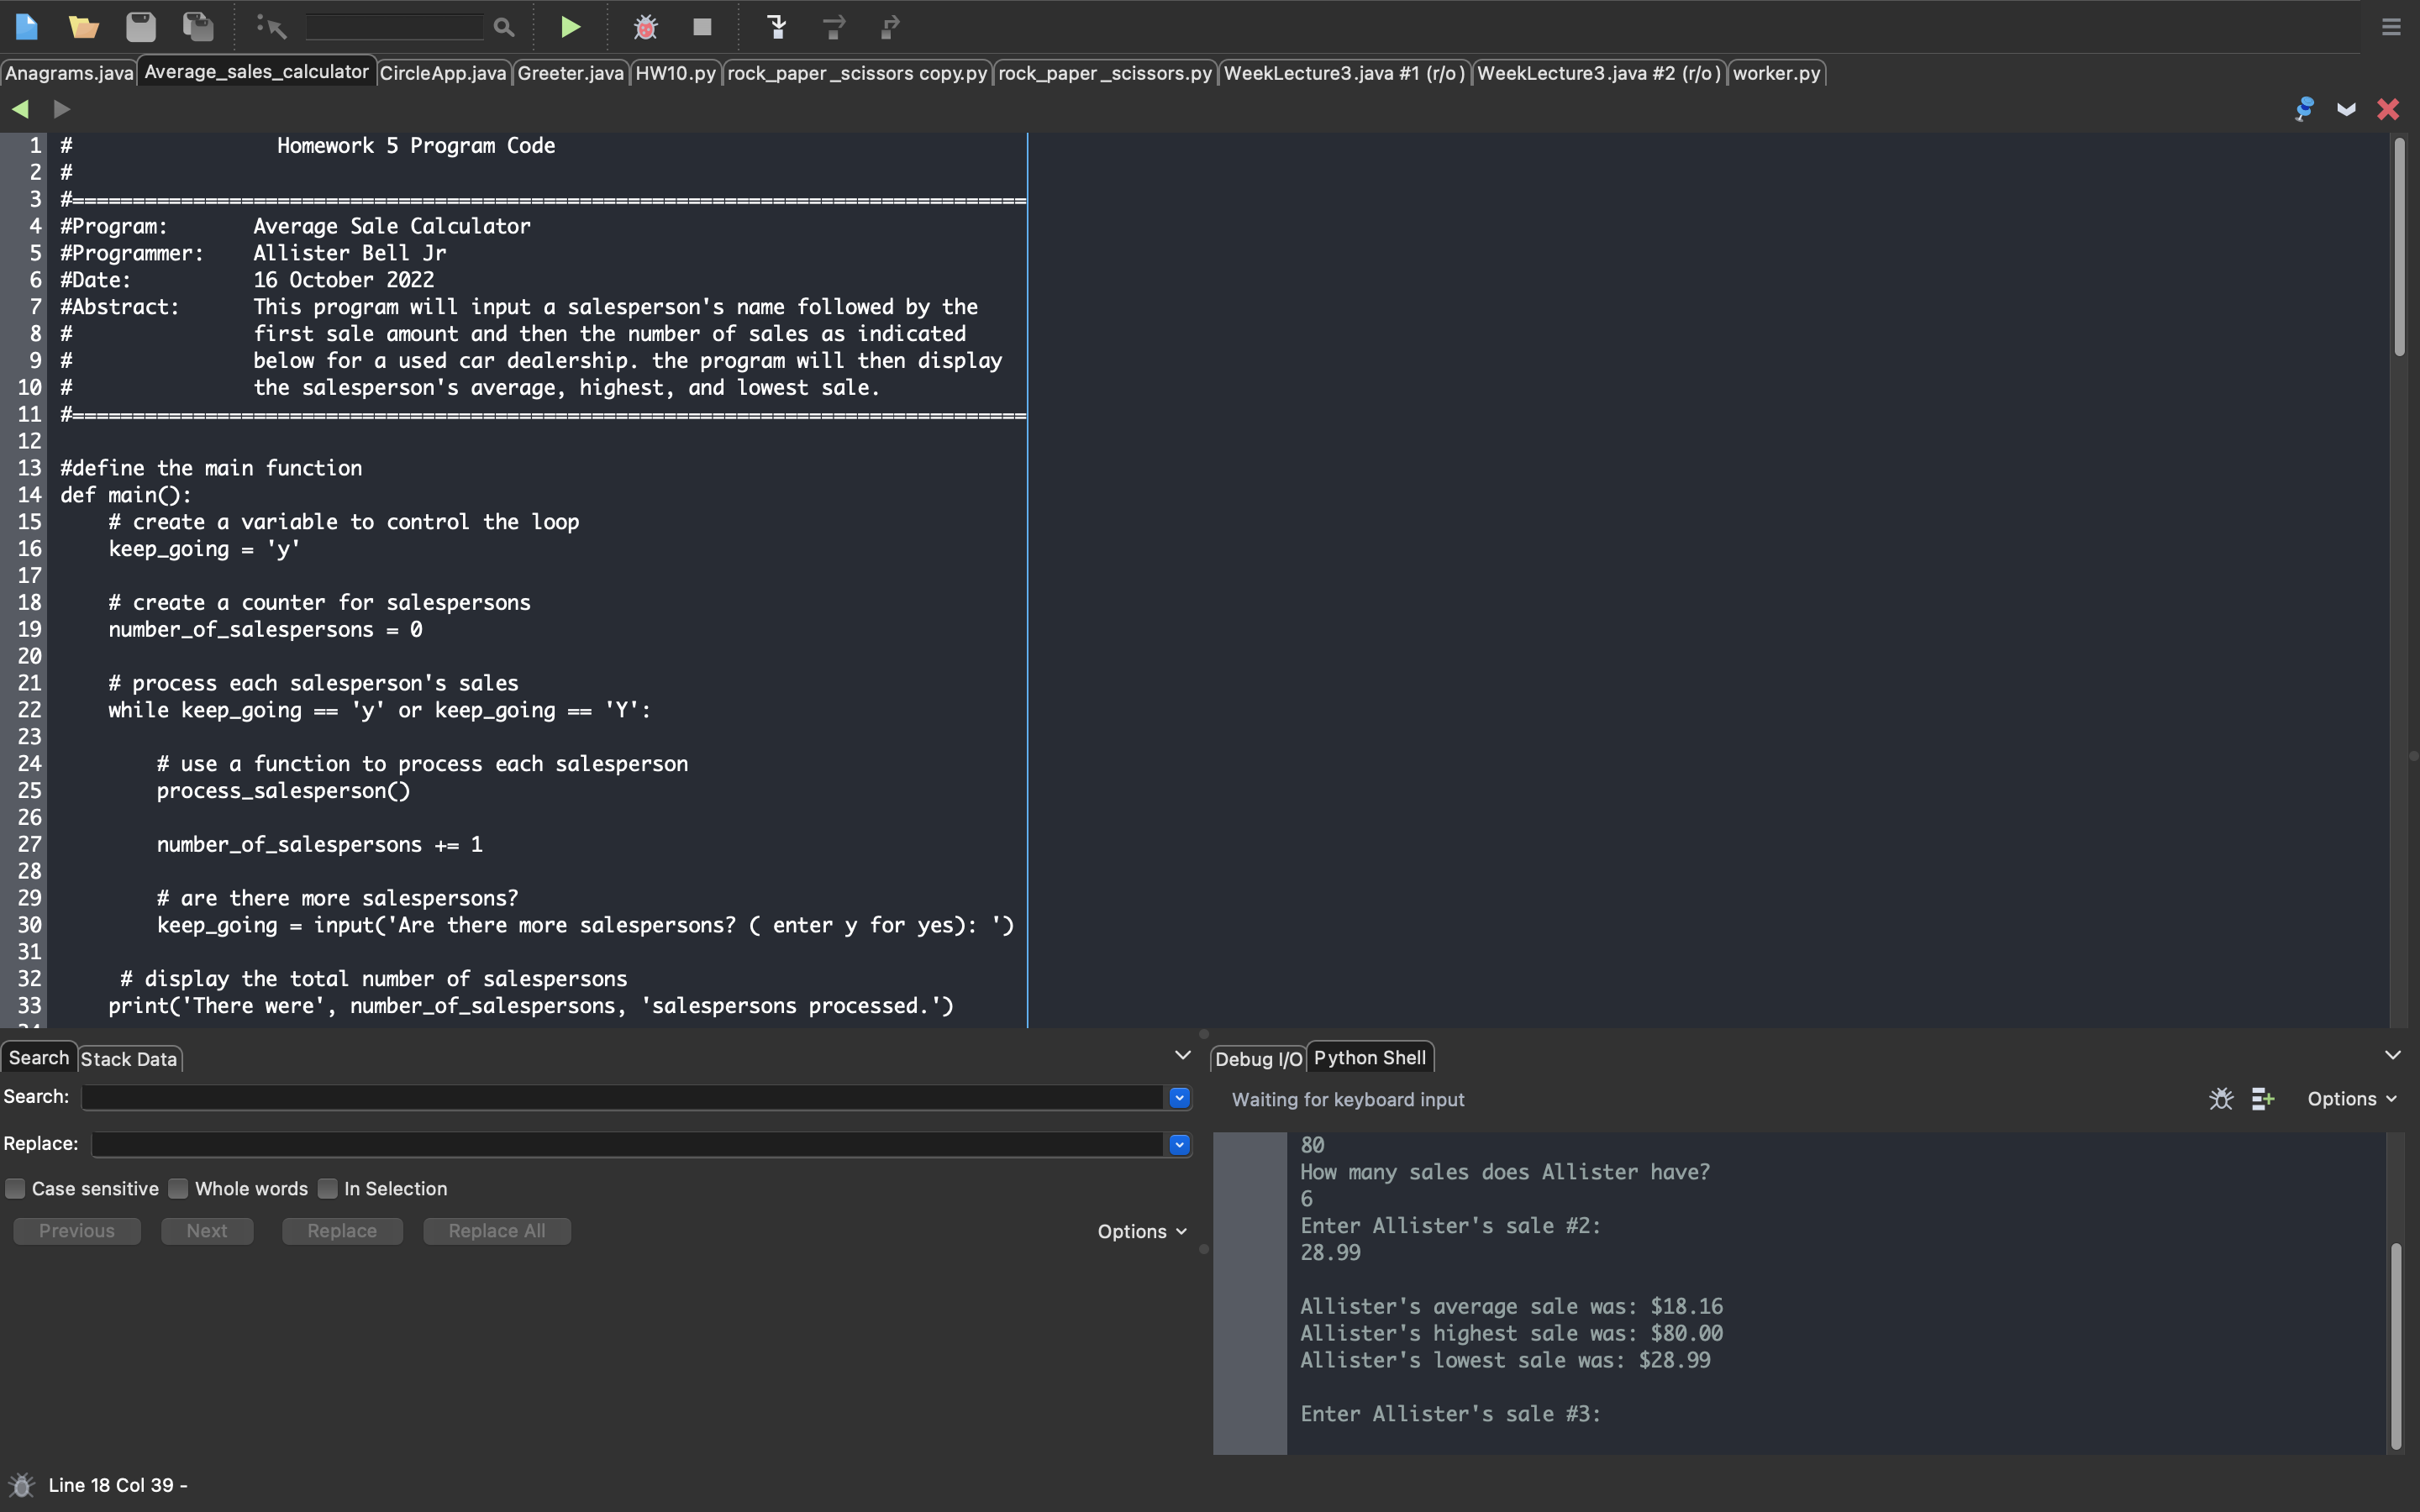 Anagrams.java Average_sales_calculator CircleApp.java Greeter.java HW10.py rock_paper_scissors copy.py rock_paper_scissors.py WeekLecture3.java #1 (r/o) WeekLecture3.java #2 (r/o) worker.py
1 # Homework 5 Program Code
2 #
3 #===============================================================================
4 #Program: Average Sale Calculator
5 #Programmer: Allister Bell Jr
6 #Date: 16 October 2022
7 #Abstract: This program will input a salesperson's name followed by the
8 # first sale amount and then the number of sales as indicated
9 # below for a used car dealership. the program will then display
10 # the salesperson's average, highest, and lowest sale.
11 #===============================================================================
12
13 #define the main function
14 def main():
15     # create a variable to control the loop
16     keep_going = 'y'
17
18     # create a counter for salespersons
19     number_of_salespersons = 0
20
21     # process each salesperson's sales
22     while keep_going == 'y' or keep_going == 'Y':
23
24         # use a function to process each salesperson
25         process_salesperson()
26
27         number_of_salespersons += 1
28
29         # are there more salespersons?
30         keep_going = input('Are there more salespersons? ( enter y for yes): ')
31
32      # display the total number of salespersons
33     print('There were', number_of_salespersons, 'salespersons processed.')
Search Stack Data
Search:
Replace:
Case sensitive Whole words In Selection
Previous Next Replace Replace All Options
Debug I/O Python Shell
Waiting for keyboard input Options
80
How many sales does Allister have?
6
Enter Allister's sale #2:
28.99
Allister's average sale was: $18.16
Allister's highest sale was: $80.00
Allister's lowest sale was: $28.99
Enter Allister's sale #3:
Line 18 Col 39 -